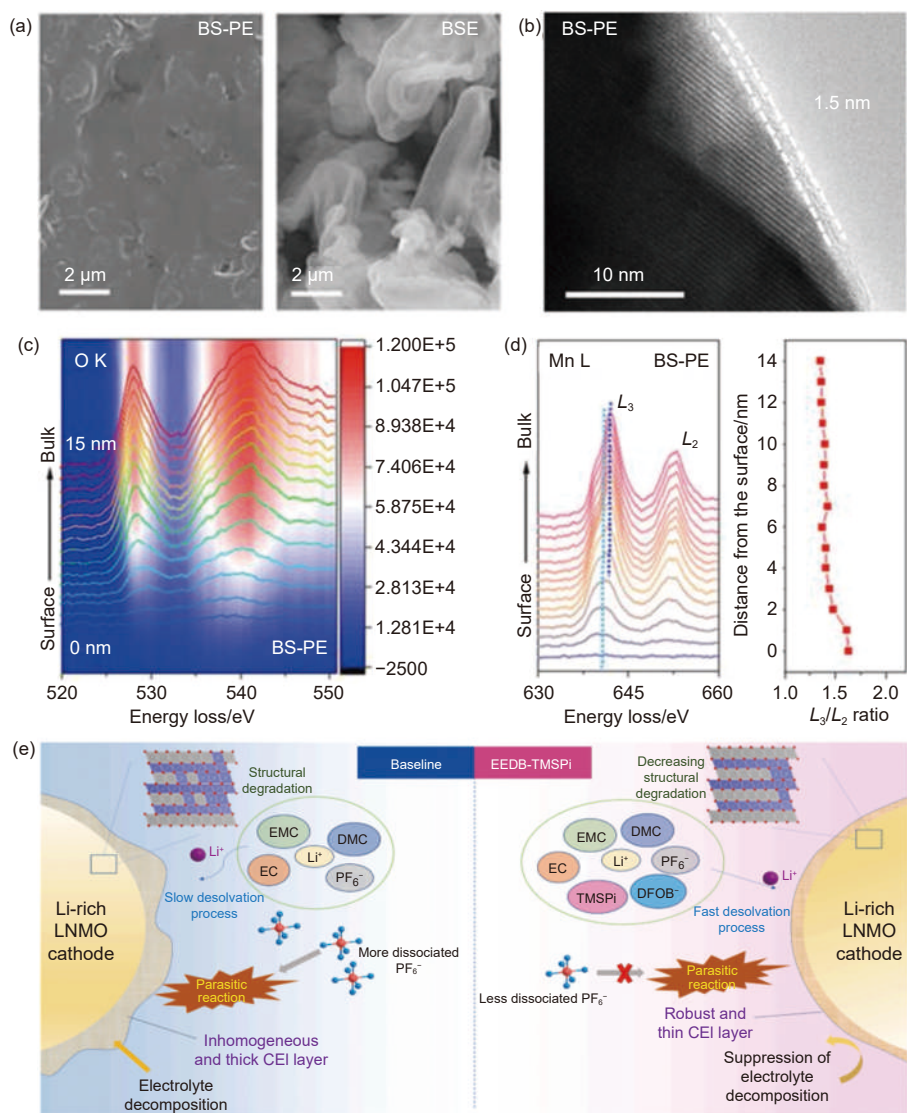 (a)
BS-PE
BSE
2 μm
2 μm
(b)
BS-PE
1.5 nm
10 nm
(c)
O K
Bulk
15 nm
Surface
0 nm
BS-PE
1.200E+5
1.047E+5
8.938E+4
7.406E+4
5.875E+4
4.344E+4
2.813E+4
1.281E+4
−2500
520 530 540 550
Energy loss/eV
(d)
Mn L
BS-PE
L3
L2
Bulk
Surface
630 645 660
Energy loss/eV
Distance from the surface/nm
14
12
10
8
6
4
2
0
1.0 1.5 2.0
L3/L2 ratio
(e)
Baseline
EEDB-TMSPi
Structural
degradation
EMC
DMC
Li+
EC
PF6−
Li+
Slow desolvation
process
Li-rich
LNMO
cathode
More dissociated
PF6−
Parasitic
reaction
Inhomogeneous
and thick CEI layer
Electrolyte
decomposition
Decreasing
structural
degradation
EMC
DMC
Li+
PF6−
EC
TMSPi
DFOB−
Li+
Fast desolvation
process
Li-rich
LNMO
cathode
Less dissociated PF6−
Parasitic
reaction
Robust and
thin CEI layer
Suppression of
electrolyte
decomposition